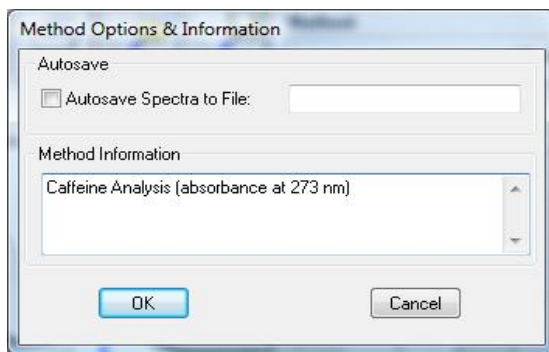 Method Options & Information
Autosave
Autosave Spectra to File:
Method Information
Caffeine Analysis (absorbance at 273 nm)
OK
Cancel